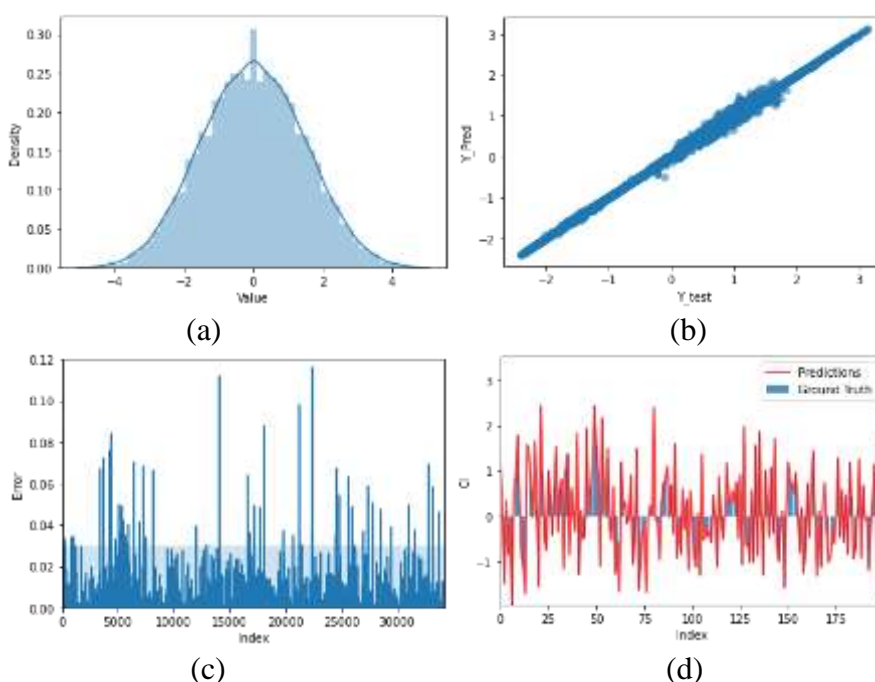 0.30
0.25
0.20
0.15
0.10
0.05
0.00
Density
−4 −2 0 2 4
Value
(a)
3
2
1
0
−1
−2
Y_Pred
−2 −1 0 1 2 3
Y_test
(b)
0.12
0.10
0.08
0.06
0.04
0.02
0.00
Error
0 5000 10000 15000 20000 25000 30000
Index
(c)
Predictions
Ground Truth
3
2
1
0
−1
CI
0 25 50 75 100 125 150 175
Index
(d)